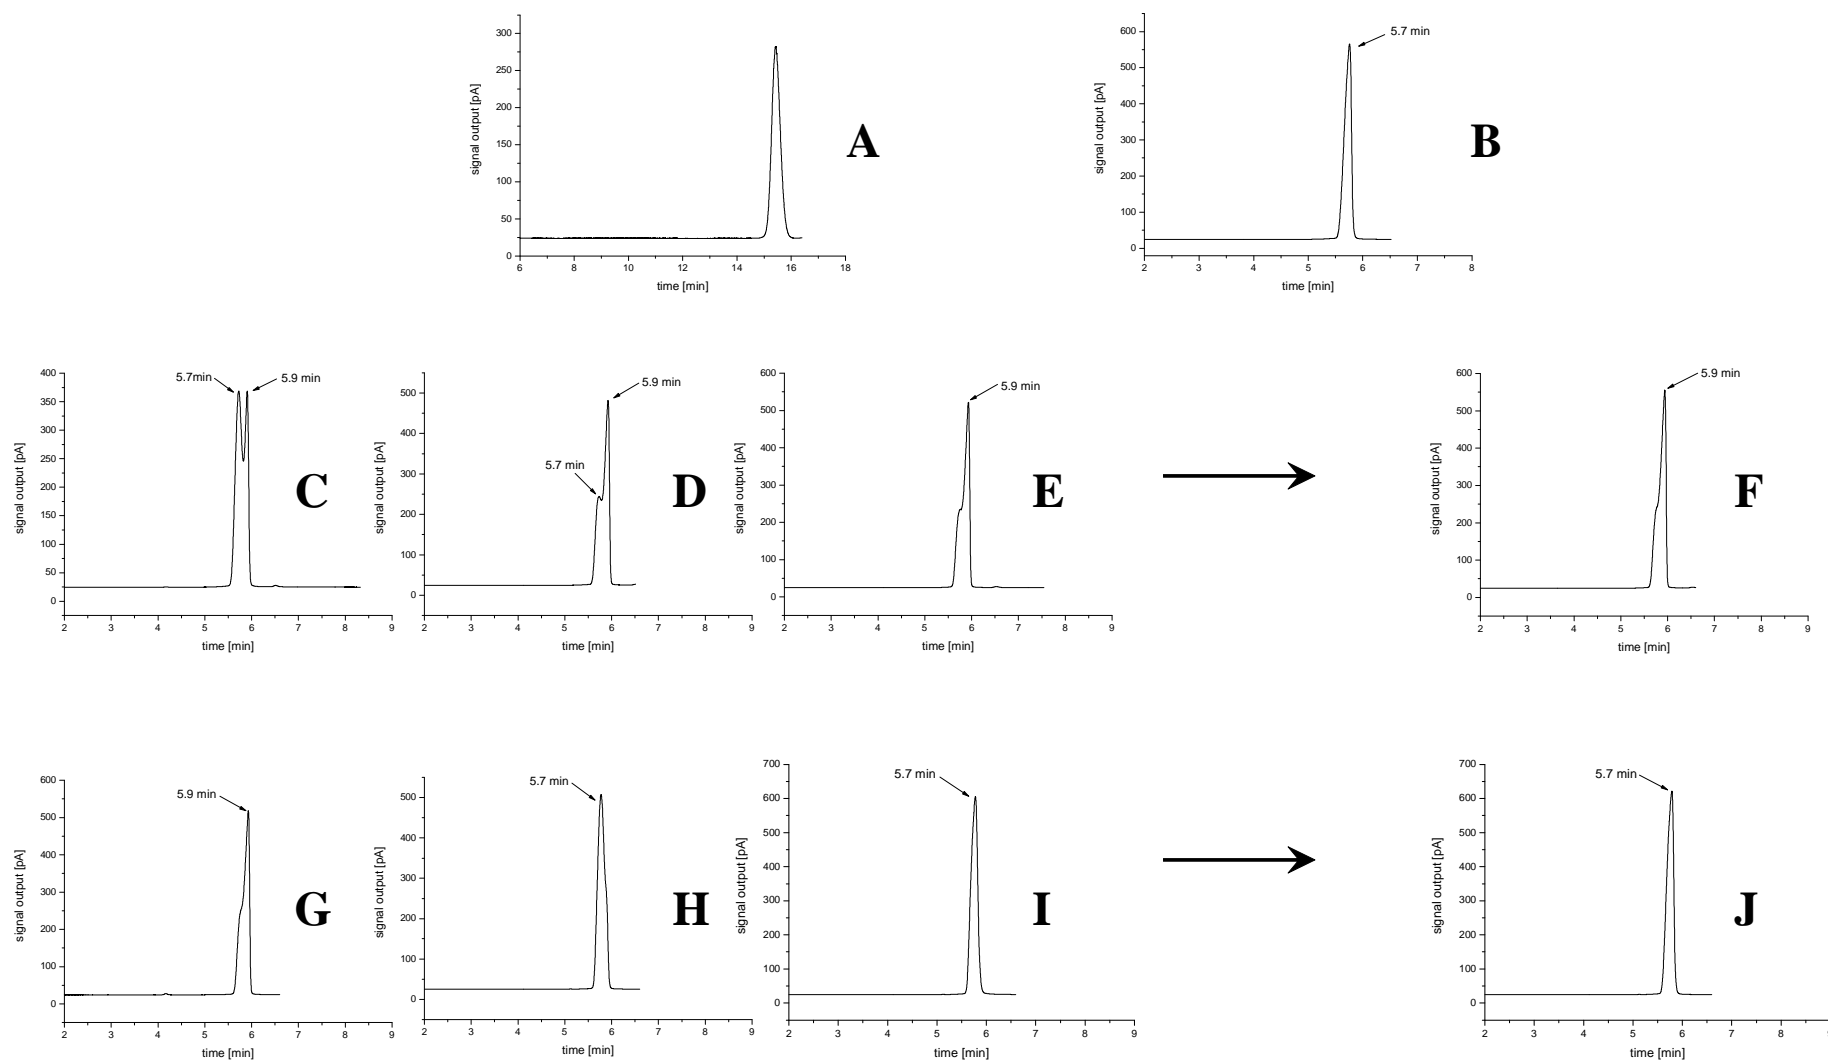 300
250
200
150
100
50
0
6 8 10 12 14 16 18
signal output [pA]
time [min]
A
600
500
400
300
200
100
0
2 3 4 5 6 7 8
signal output [pA]
time [min]
5.7 min
B
400
350
300
250
200
150
100
50
0
2 3 4 5 6 7 8 9
signal output [pA]
time [min]
5.7min
5.9 min
C
500
400
300
200
100
0
2 3 4 5 6 7 8 9
signal output [pA]
time [min]
5.9 min
5.7 min
D
600
500
400
300
200
100
0
2 3 4 5 6 7 8 9
signal output [pA]
time [min]
5.9 min
E
600
500
400
300
200
100
0
2 3 4 5 6 7 8 9
signal output [pA]
time [min]
5.9 min
F
600
500
400
300
200
100
0
2 3 4 5 6 7 8 9
signal output [pA]
time [min]
5.9 min
G
500
400
300
200
100
0
2 3 4 5 6 7 8 9
signal output [pA]
time [min]
5.7 min
H
700
600
500
400
300
200
100
0
2 3 4 5 6 7 8 9
signal output [pA]
time [min]
5.7 min
I
700
600
500
400
300
200
100
0
2 3 4 5 6 7 8 9
signal output [pA]
time [min]
5.7 min
J